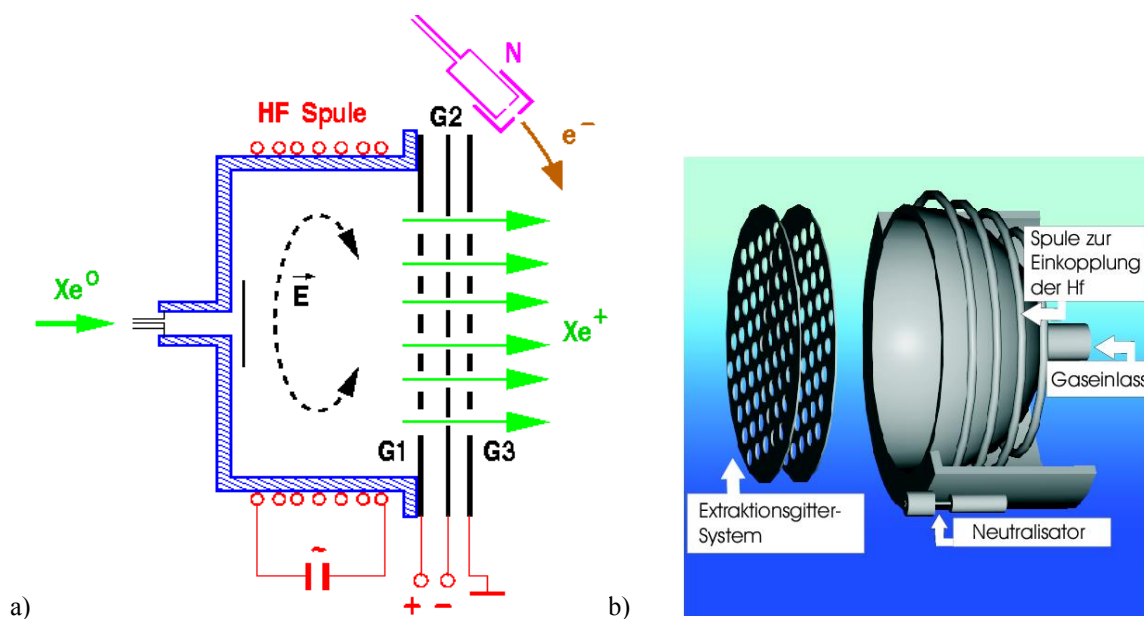 N
HF Spule
G2
e⁻
Xe⁰
E
Xe⁺
G1
G3
~
+ −
a)
Spule zur
Einkopplung
der Hf
Gaseinlass
Extraktionsgitter-
System
Neutralisator
b)